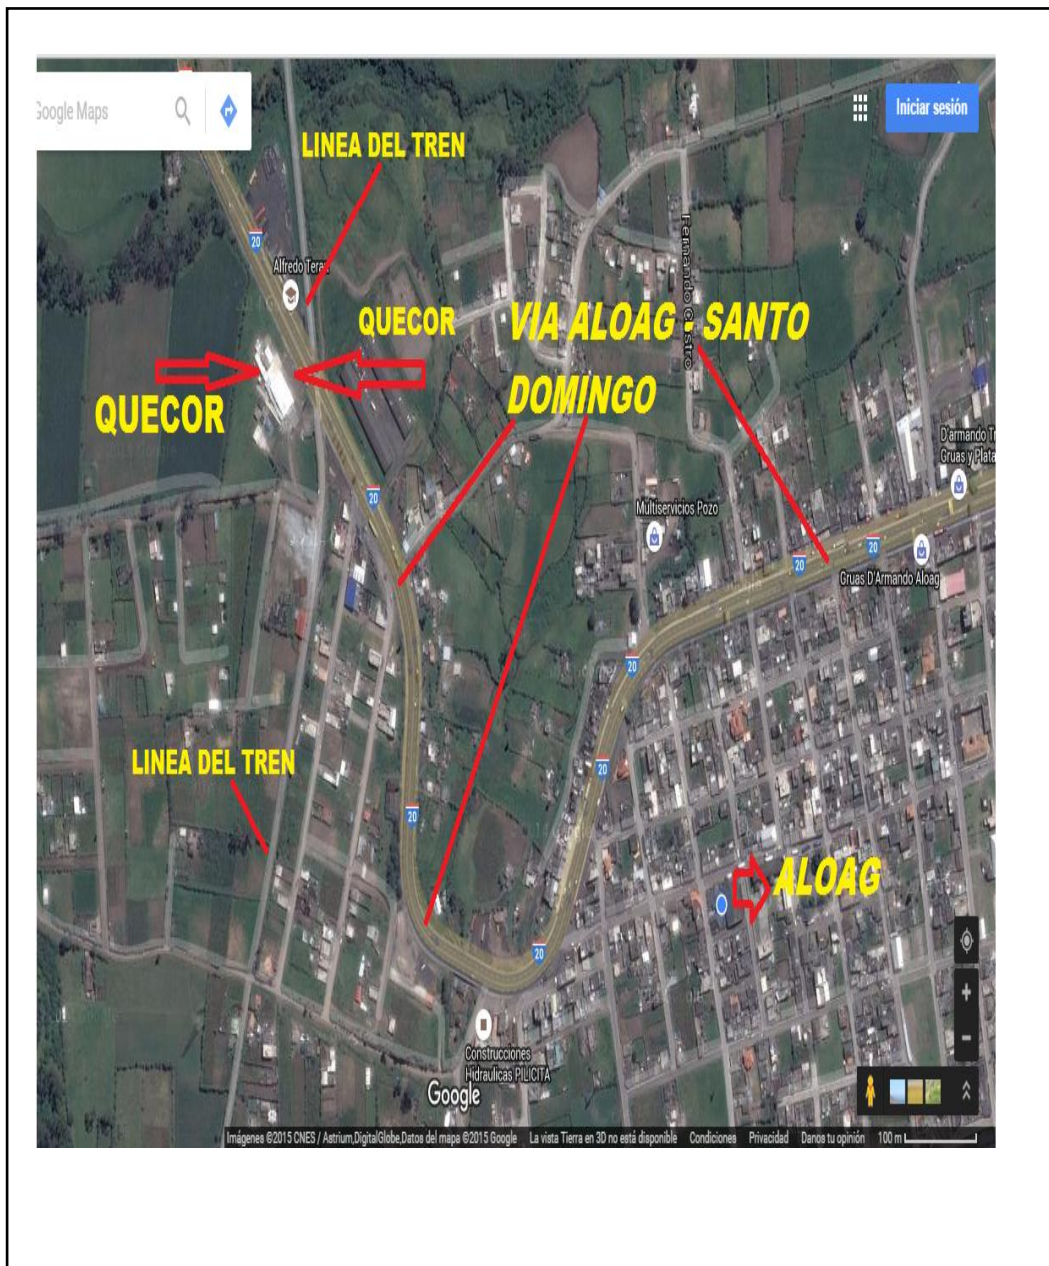 Google Maps
Iniciar sesión
LINEA DEL TREN
Fernando Castro
20
Alfredo Teran
QUECOR
VIA ALOAG - SANTO
DOMINGO
QUECOR
D'armando Tr
Gruas y Plata
20
Multiservicios Pozo
20
20
Gruas D'Armando Aloag
20
LINEA DEL TREN
20
20
ALOAG
20
Construcciones
Hidraulicas PILICITA
Google
Imágenes ©2015 CNES / Astrium,DigitalGlobe,Datos del mapa ©2015 Google La vista Tierra en 3D no está disponible Condiciones Privacidad Danos tu opinión 100 m